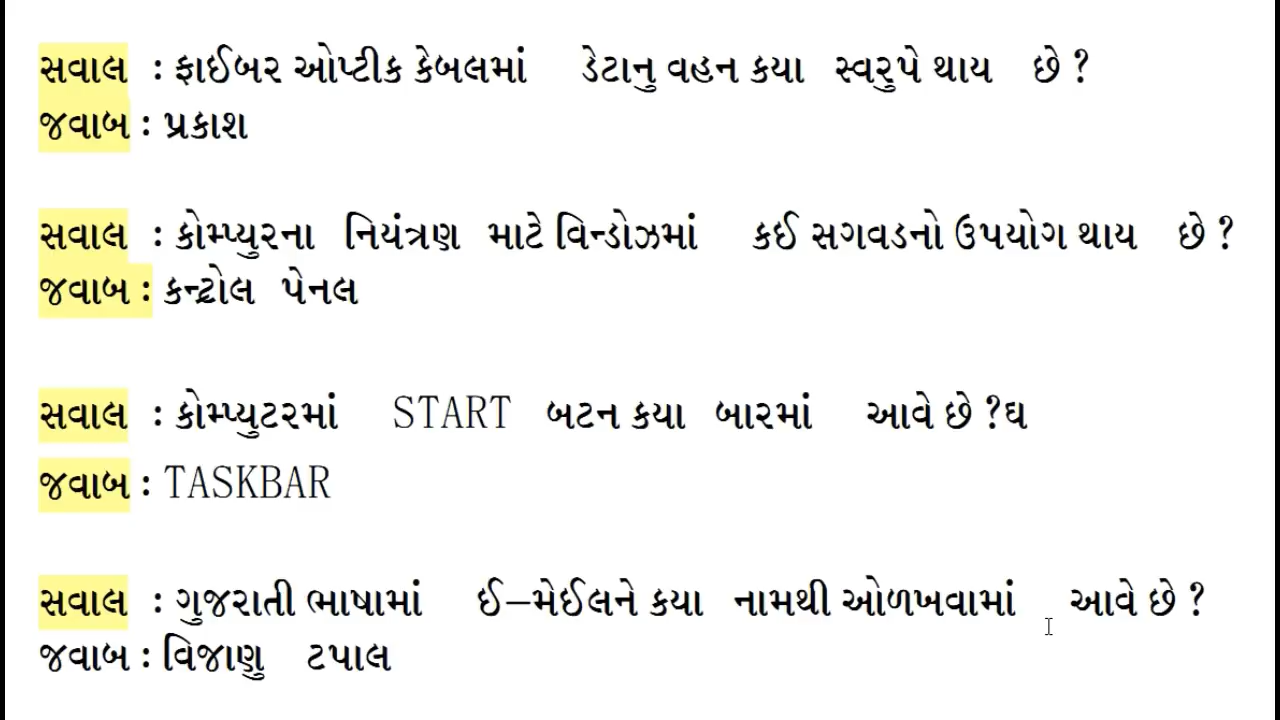 સવાલ : ફાઈબર ઓપ્ટીક કેબલમાં ડેટાનુ વહન કયા સ્વરુપે થાય છે ?
જવાબ : પ્રકાશ
સવાલ : કોમ્પ્યુરના નિયંત્રણ માટે વિન્ડોઝમાં કઈ સગવડનો ઉપયોગ થાય છે ?
જવાબ : કન્ટ્રોલ પેનલ
સવાલ : કોમ્પ્યુટરમાં START બટન કયા બારમાં આવે છે ?ઘ
જવાબ : TASKBAR
સવાલ : ગુજરાતી ભાષામાં ઈ–મેઈલને કયા નામથી ઓળખવામાં આવે છે ?
જવાબ : વિજાણુ ટપાલ